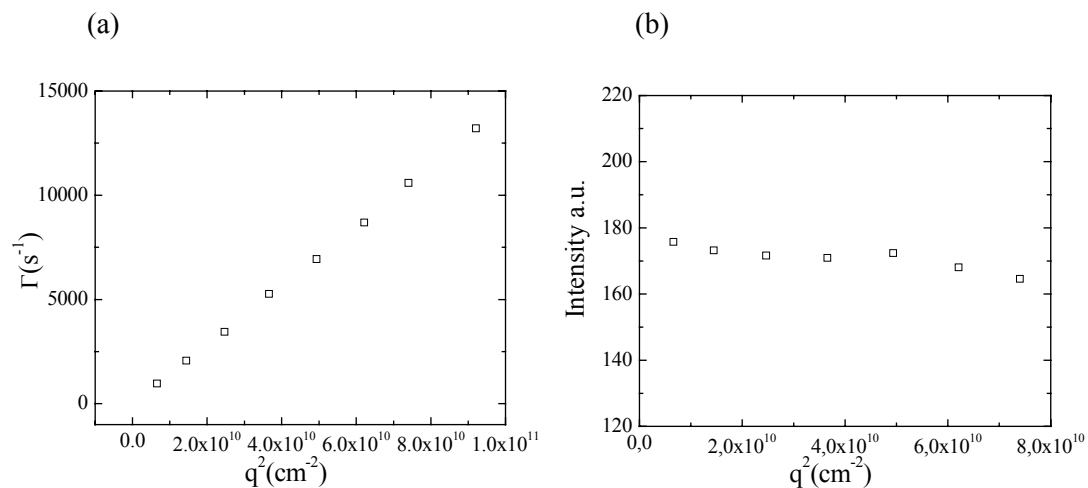 (a)
(b)
15000
10000
5000
0
Γ(s⁻¹)
0.0
2.0x10¹⁰
4.0x10¹⁰
6.0x10¹⁰
8.0x10¹⁰
1.0x10¹¹
q²(cm⁻²)
220
200
180
160
140
120
Intensity a.u.
0,0
2,0x10¹⁰
4,0x10¹⁰
6,0x10¹⁰
8,0x10¹⁰
q²(cm⁻²)